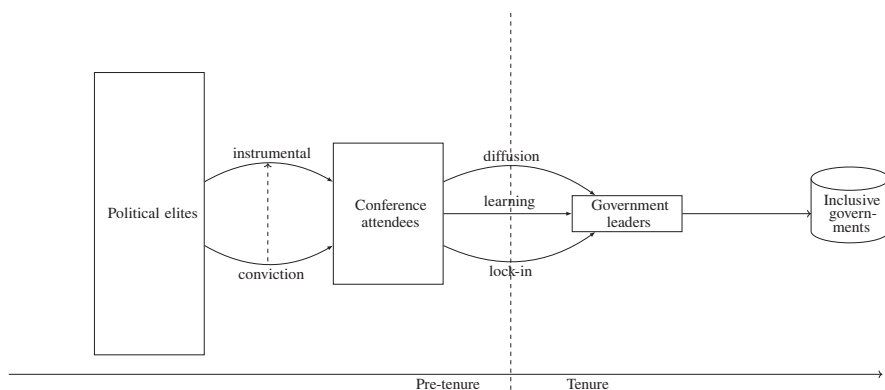 instrumental
conviction
Political elites
Conference
attendees
diffusion
learning
lock-in
Government
leaders
Inclusive
govern-
ments
Pre-tenure
Tenure